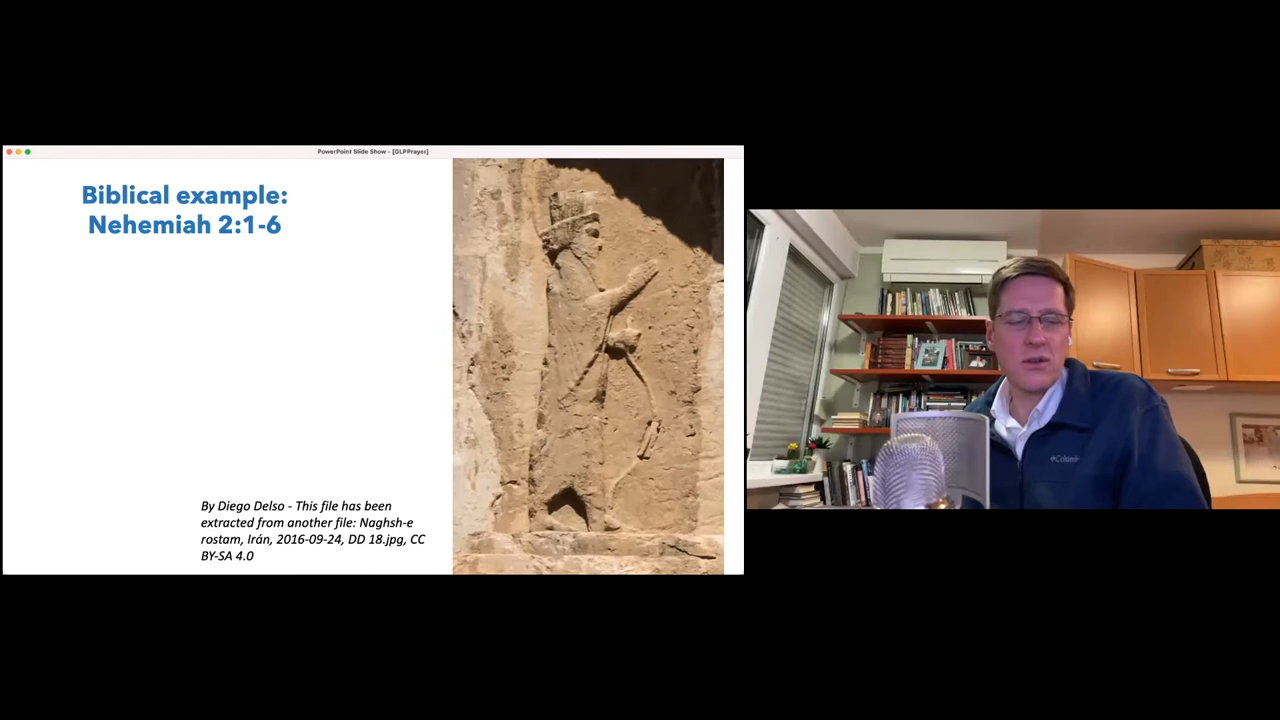 PowerPoint Slide Show - [GLPPrayer]
Biblical example:
Nehemiah 2:1-6
By Diego Delso - This file has been
extracted from another file: Naghsh-e
rostam, Irán, 2016-09-24, DD 18.jpg, CC
BY-SA 4.0
Columbia